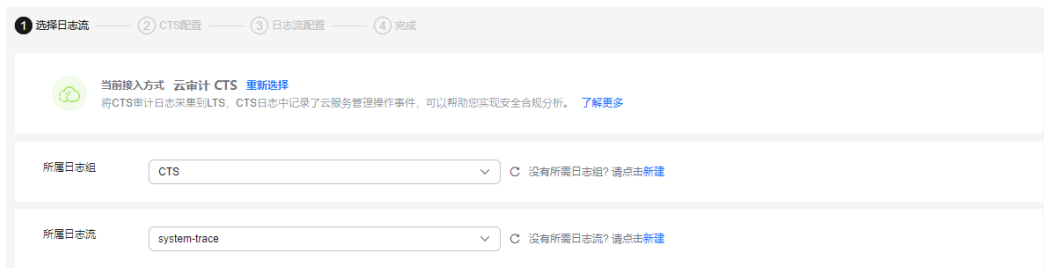 1 选择日志流 2 CTS配置 3 日志流配置 4 完成
当前接入方式 云审计 CTS 重新选择
将CTS审计日志采集到LTS，CTS日志中记录了云服务管理操作事件，可以帮助您实现安全合规分析。 了解更多
所属日志组 CTS 没有所需日志组? 请点击新建
所属日志流 system-trace 没有所需日志流? 请点击新建